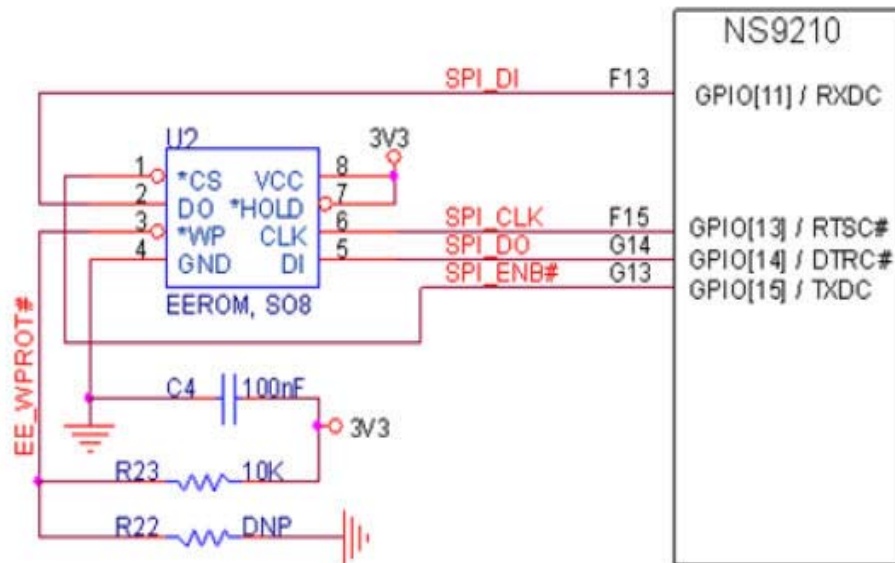 NS9210
SPI_DI F13 GPIO[11] / RXDC
U2 3V3
1 *CS VCC 8
2 DO *HOLD 7
3 *WP CLK 6 SPI_CLK F15 GPIO[13] / RTSC#
4 GND DI 5 SPI_DO G14 GPIO[14] / DTRC#
SPI_ENB# G13 GPIO[15] / TXDC
EEROM, SO8
EE_WPROT#
C4 100nF
3V3
R23 10K
R22 DNP